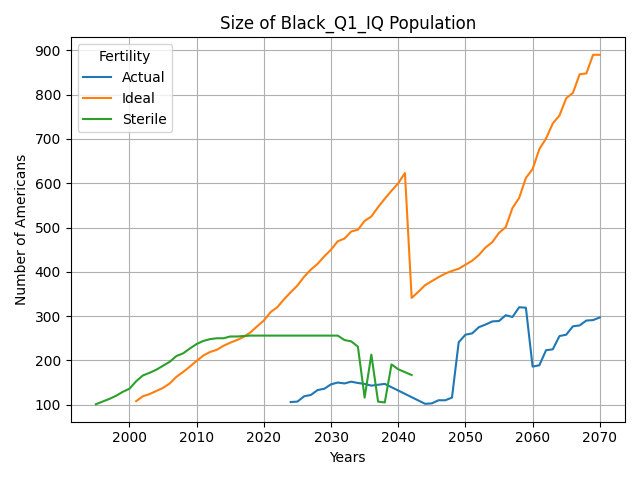 Size of Black_Q1_IQ Population
Number of Americans
900
800
700
600
500
400
300
200
100
Fertility
Actual
Ideal
Sterile
2000
2010
2020
2030
2040
2050
2060
2070
Years